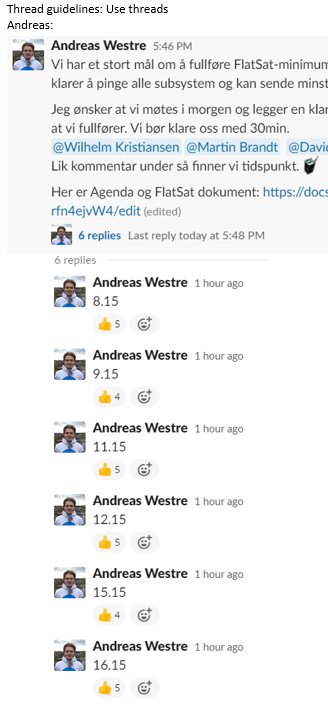 Thread guidelines: Use threads
Andreas:
Andreas Westre 5:46 PM
Vi har et stort mål om å fullføre FlatSat-minimum
klarer å pinge alle subsystem og kan sende minst
Jeg ønsker at vi møtes i morgen og legger en klar
at vi fullfører. Vi bør klare oss med 30min.
@Wilhelm Kristiansen @Martin Brandt @David
Lik kommentar under så finner vi tidspunkt.
Her er Agenda og FlatSat dokument: https://docs
rfn4ejvW4/edit (edited)
6 replies Last reply today at 5:48 PM
6 replies
Andreas Westre 1 hour ago
8.15
5
Andreas Westre 1 hour ago
9.15
4
Andreas Westre 1 hour ago
11.15
5
Andreas Westre 1 hour ago
12.15
5
Andreas Westre 1 hour ago
15.15
4
Andreas Westre 1 hour ago
16.15
5